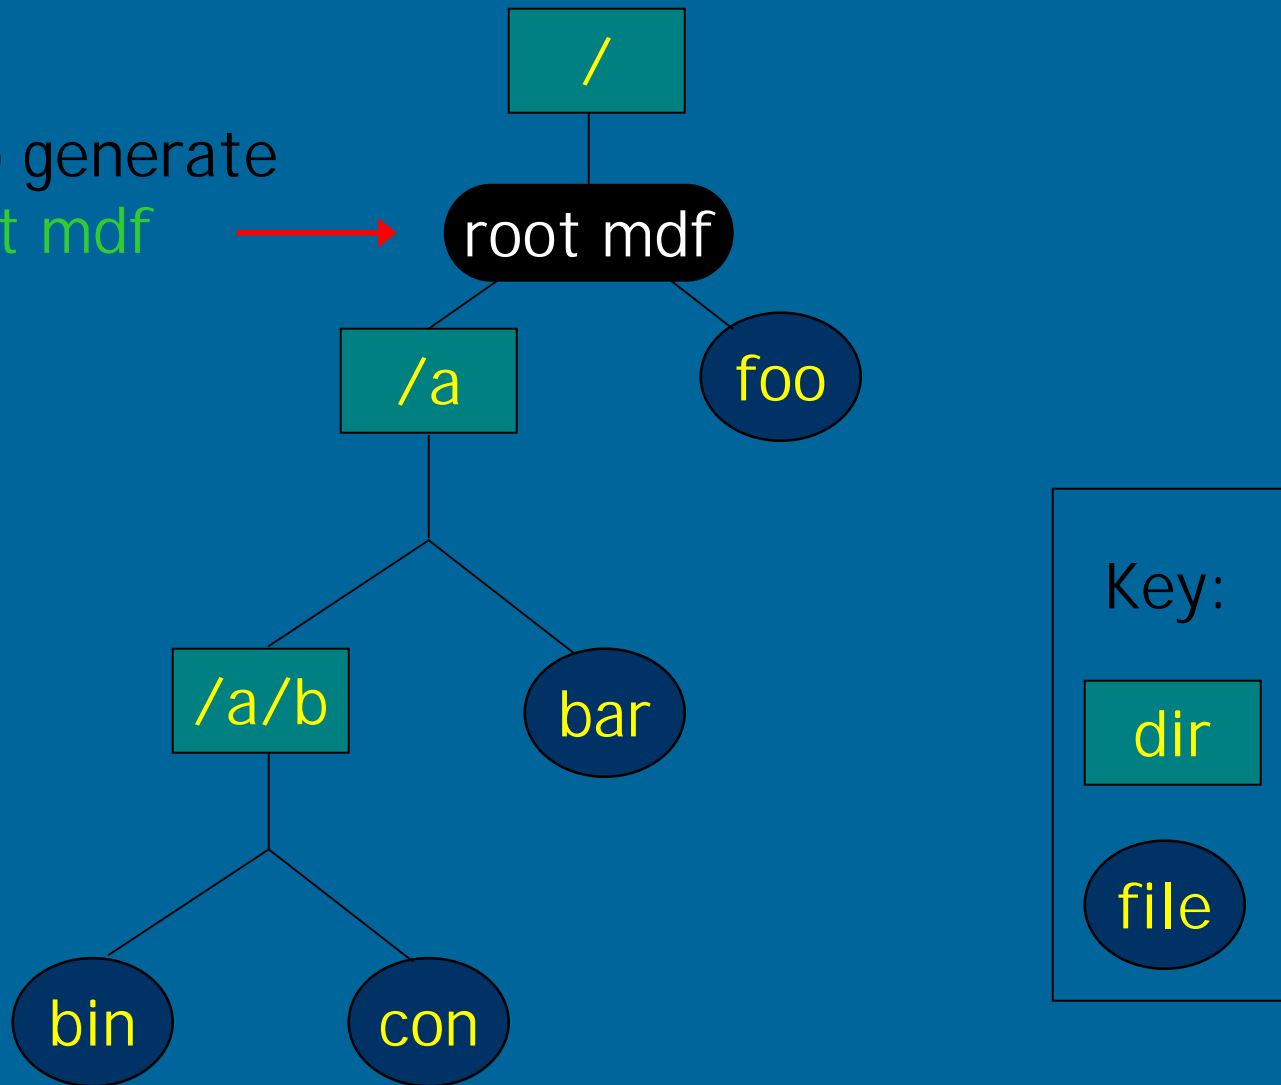 /
generate
mdf
root mdf
/a
foo
Key:
/a/b
bar
dir
file
bin
con